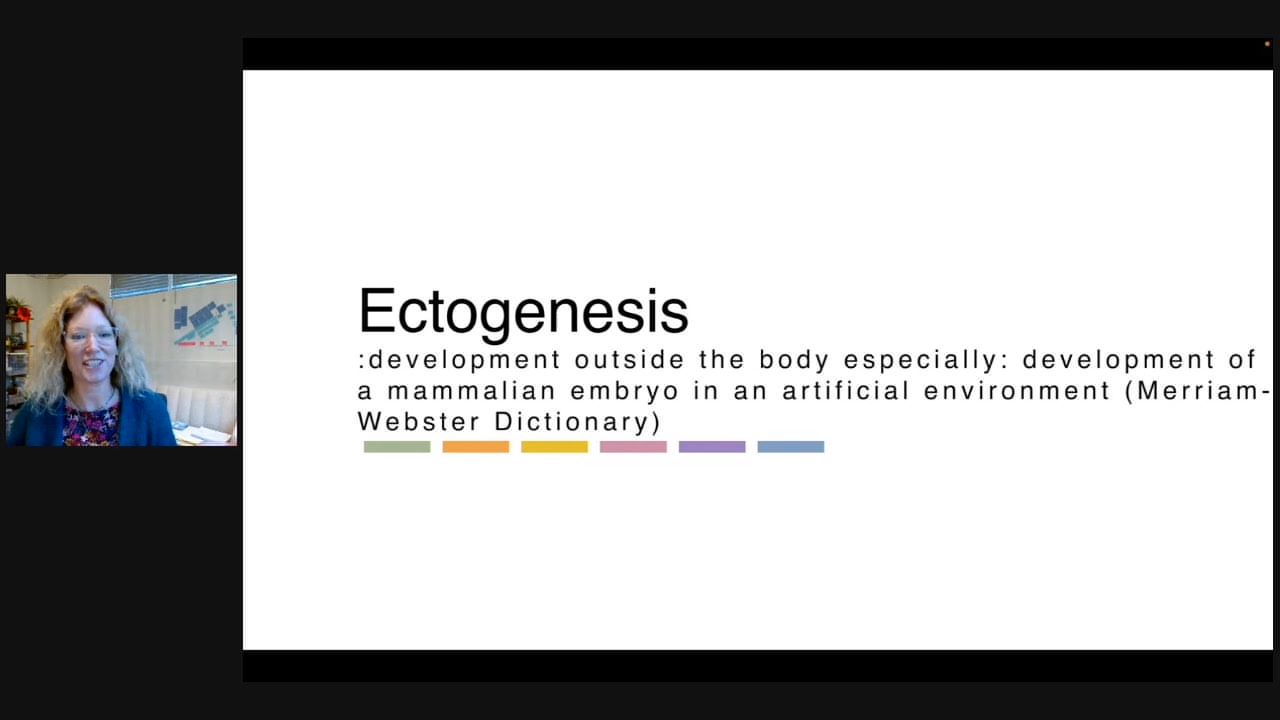 Ectogenesis
:development outside the body especially: development of
a mammalian embryo in an artificial environment (Merriam-
Webster Dictionary)